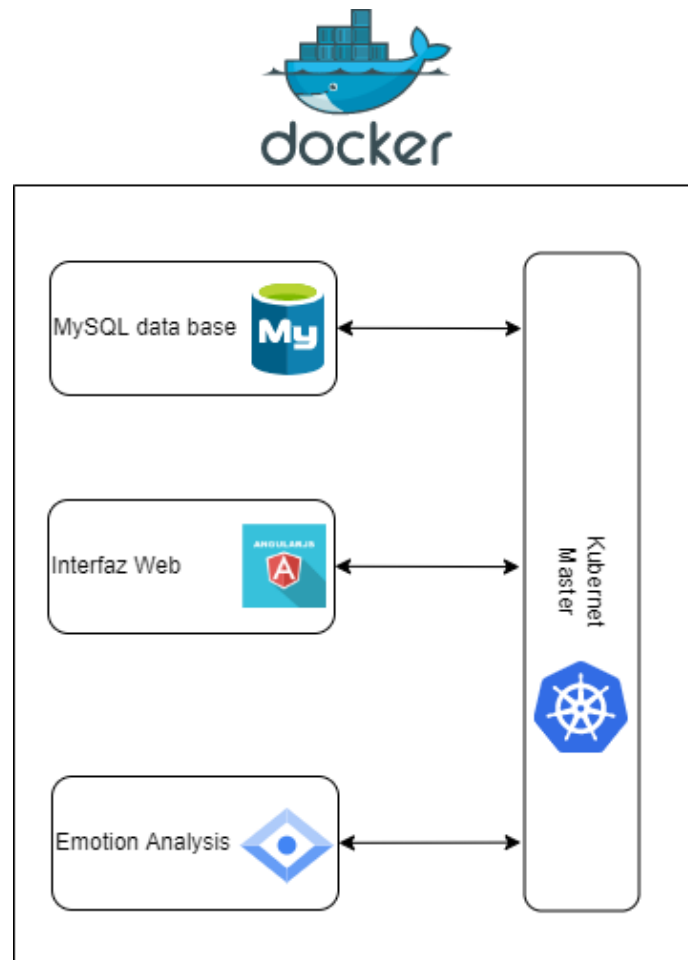 docker
MySQL data base
My
ANGULARJS
A
Interfaz Web
Kubernet
Master
Emotion Analysis